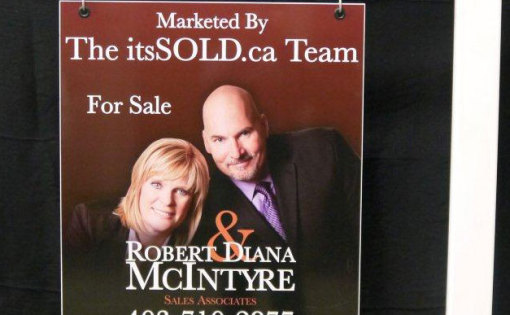 Marketed By
The itsSOLD.ca Team
For Sale
&
ROBERT DIANA
MCINTYRE
SALES ASSOCIATES